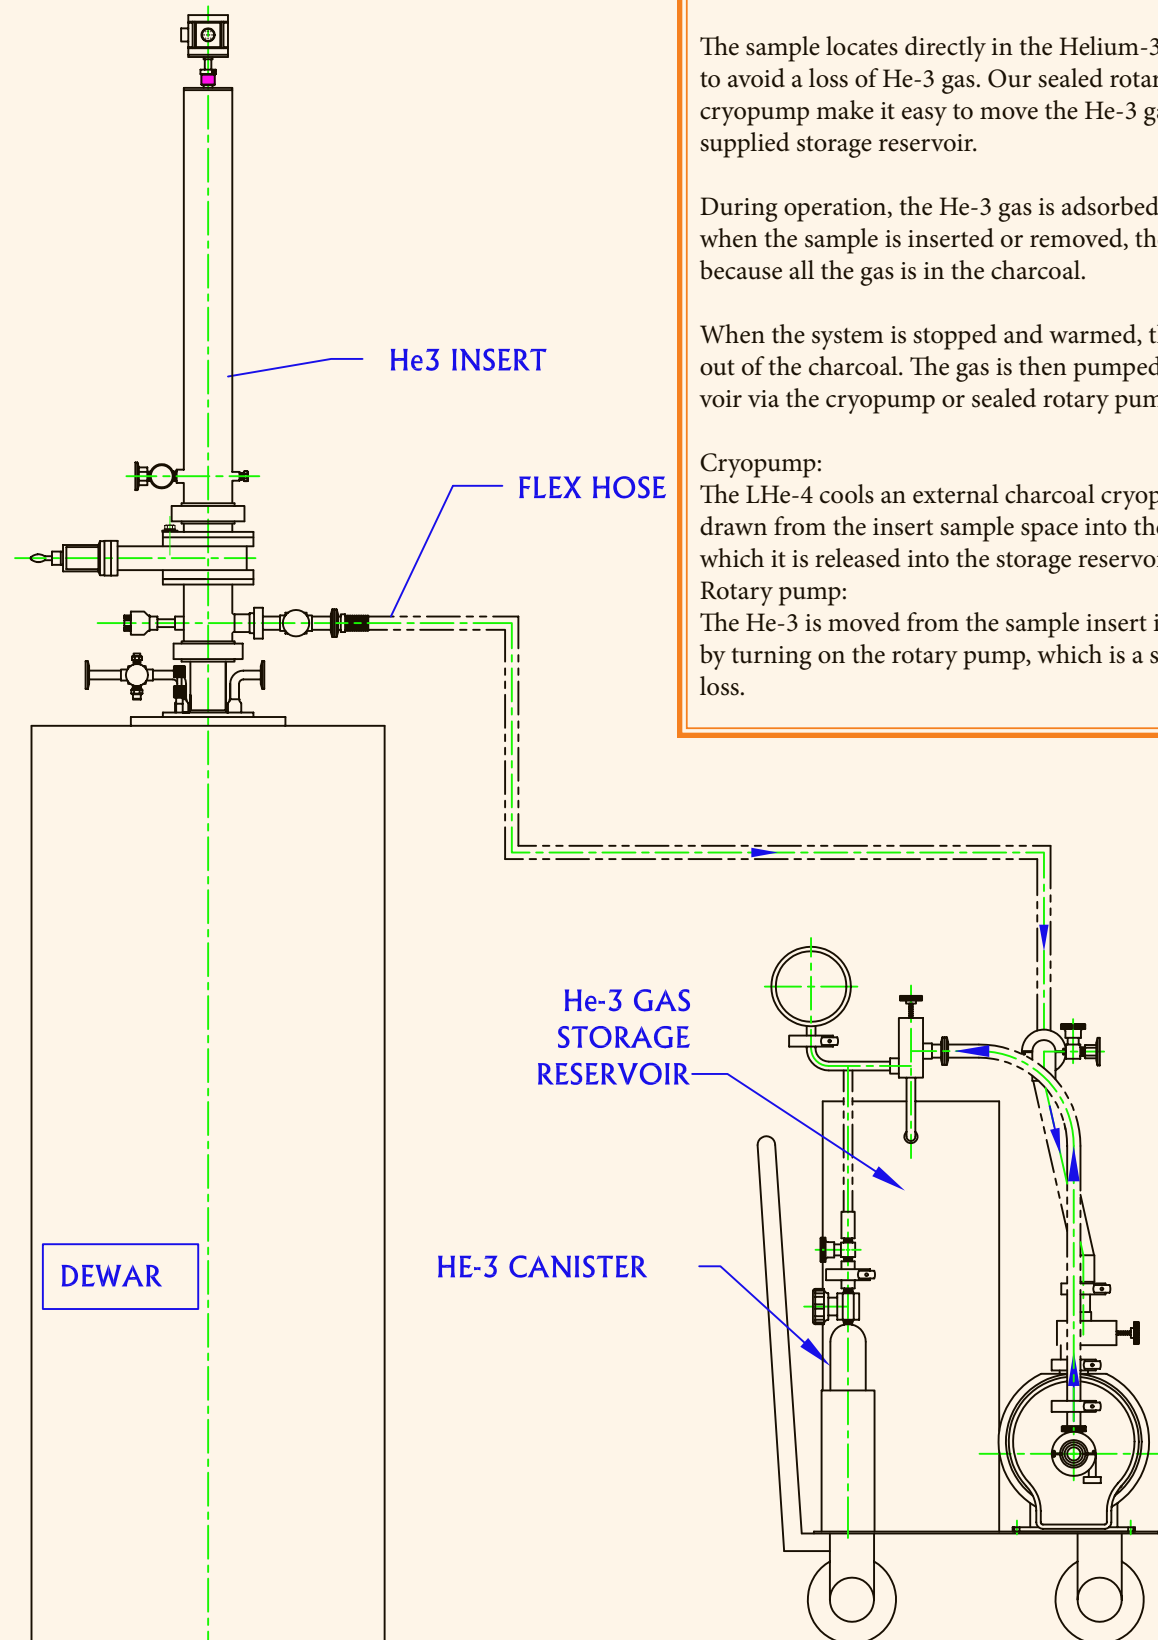 The sample locates directly in the Helium-3
to avoid a loss of He-3 gas. Our sealed
cryopump make it easy to move the He-3
supplied storage reservoir.
During operation, the He-3 gas is adsorbed
when the sample is inserted or removed,
because all the gas is in the charcoal.
When the system is stopped and warmed,
out of the charcoal. The gas is then pumped
voir via the cryopump or sealed rotary
Cryopump:
The LHe-4 cools an external charcoal
drawn from the insert sample space into
which it is released into the storage
Rotary pump:
The He-3 is moved from the sample insert
by turning on the rotary pump, which is a
loss.
He3 INSERT
FLEX HOSE
He-3 GAS
STORAGE
RESERVOIR
HE-3 CANISTER
DEWAR